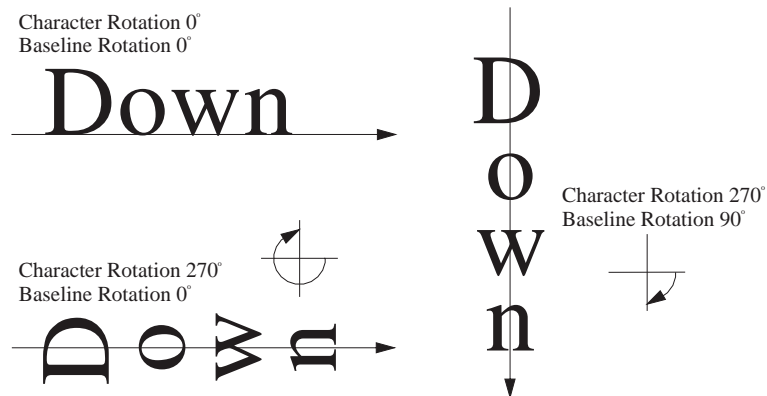 Character Rotation 0°
Baseline Rotation 0°
Down
Character Rotation 270°
Baseline Rotation 0°
Down
D
o
w
n
Character Rotation 270°
Baseline Rotation 90°